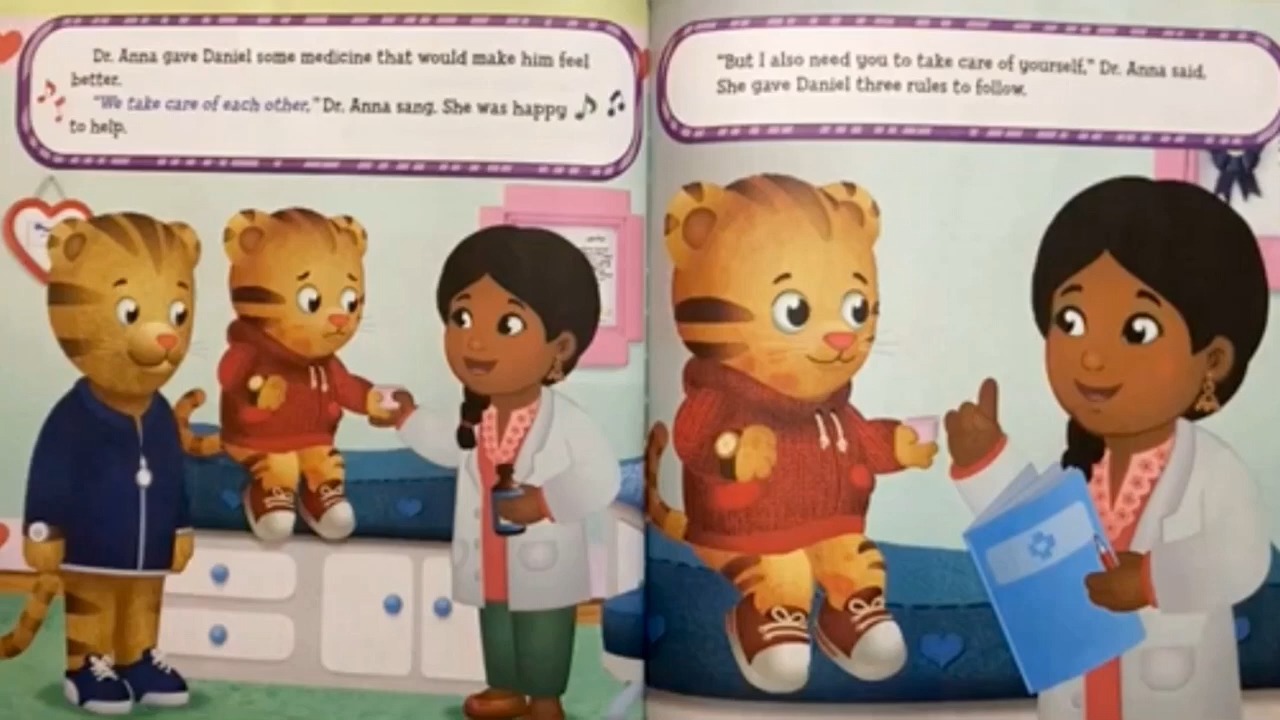 Dr. Anna gave Daniel some medicine that would make him feel
better.
"We take care of each other," Dr. Anna sang. She was happy
to help.
"But I also need you to take care of yourself," Dr. Anna said.
She gave Daniel three rules to follow.